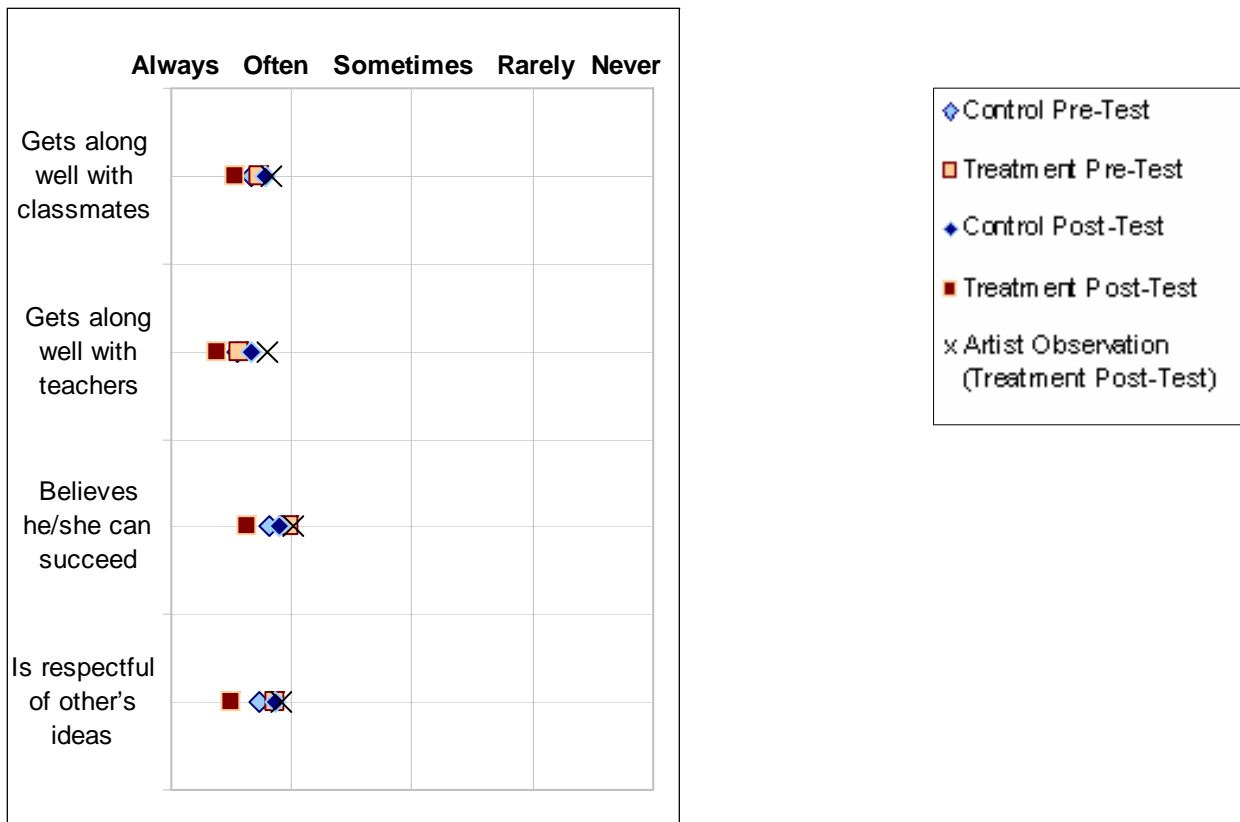 Always Often Sometimes Rarely Never
Gets along
well with
classmates
Gets along
well with
teachers
Believes
he/she can
succeed
Is respectful
of other’s
ideas
Control Pre-Test
Treatment Pre-Test
Control Post-Test
Treatment Post-Test
Artist Observation
(Treatment Post-Test)